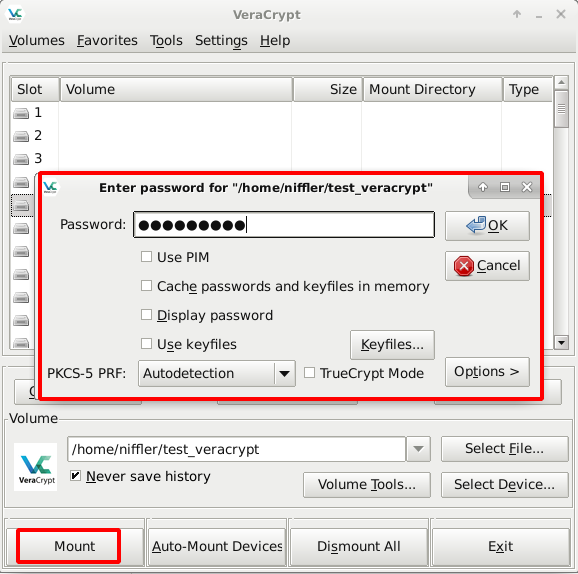 VeraCrypt
Volumes Favorites Tools Settings Help
Slot Volume Size Mount Directory Type
1
2
3
VC
Enter password for "/home/niffler/test_veracrypt"
Password: ●●●●●●●●● OK
Use PIM Cancel
Cache passwords and keyfiles in memory
Display password
Use keyfiles Keyfiles...
PKCS-5 PRF: Autodetection TrueCrypt Mode Options >
Volume
VeraCrypt
/home/niffler/test_veracrypt Select File...
Never save history
Volume Tools... Select Device...
Mount Auto-Mount Devices Dismount All Exit